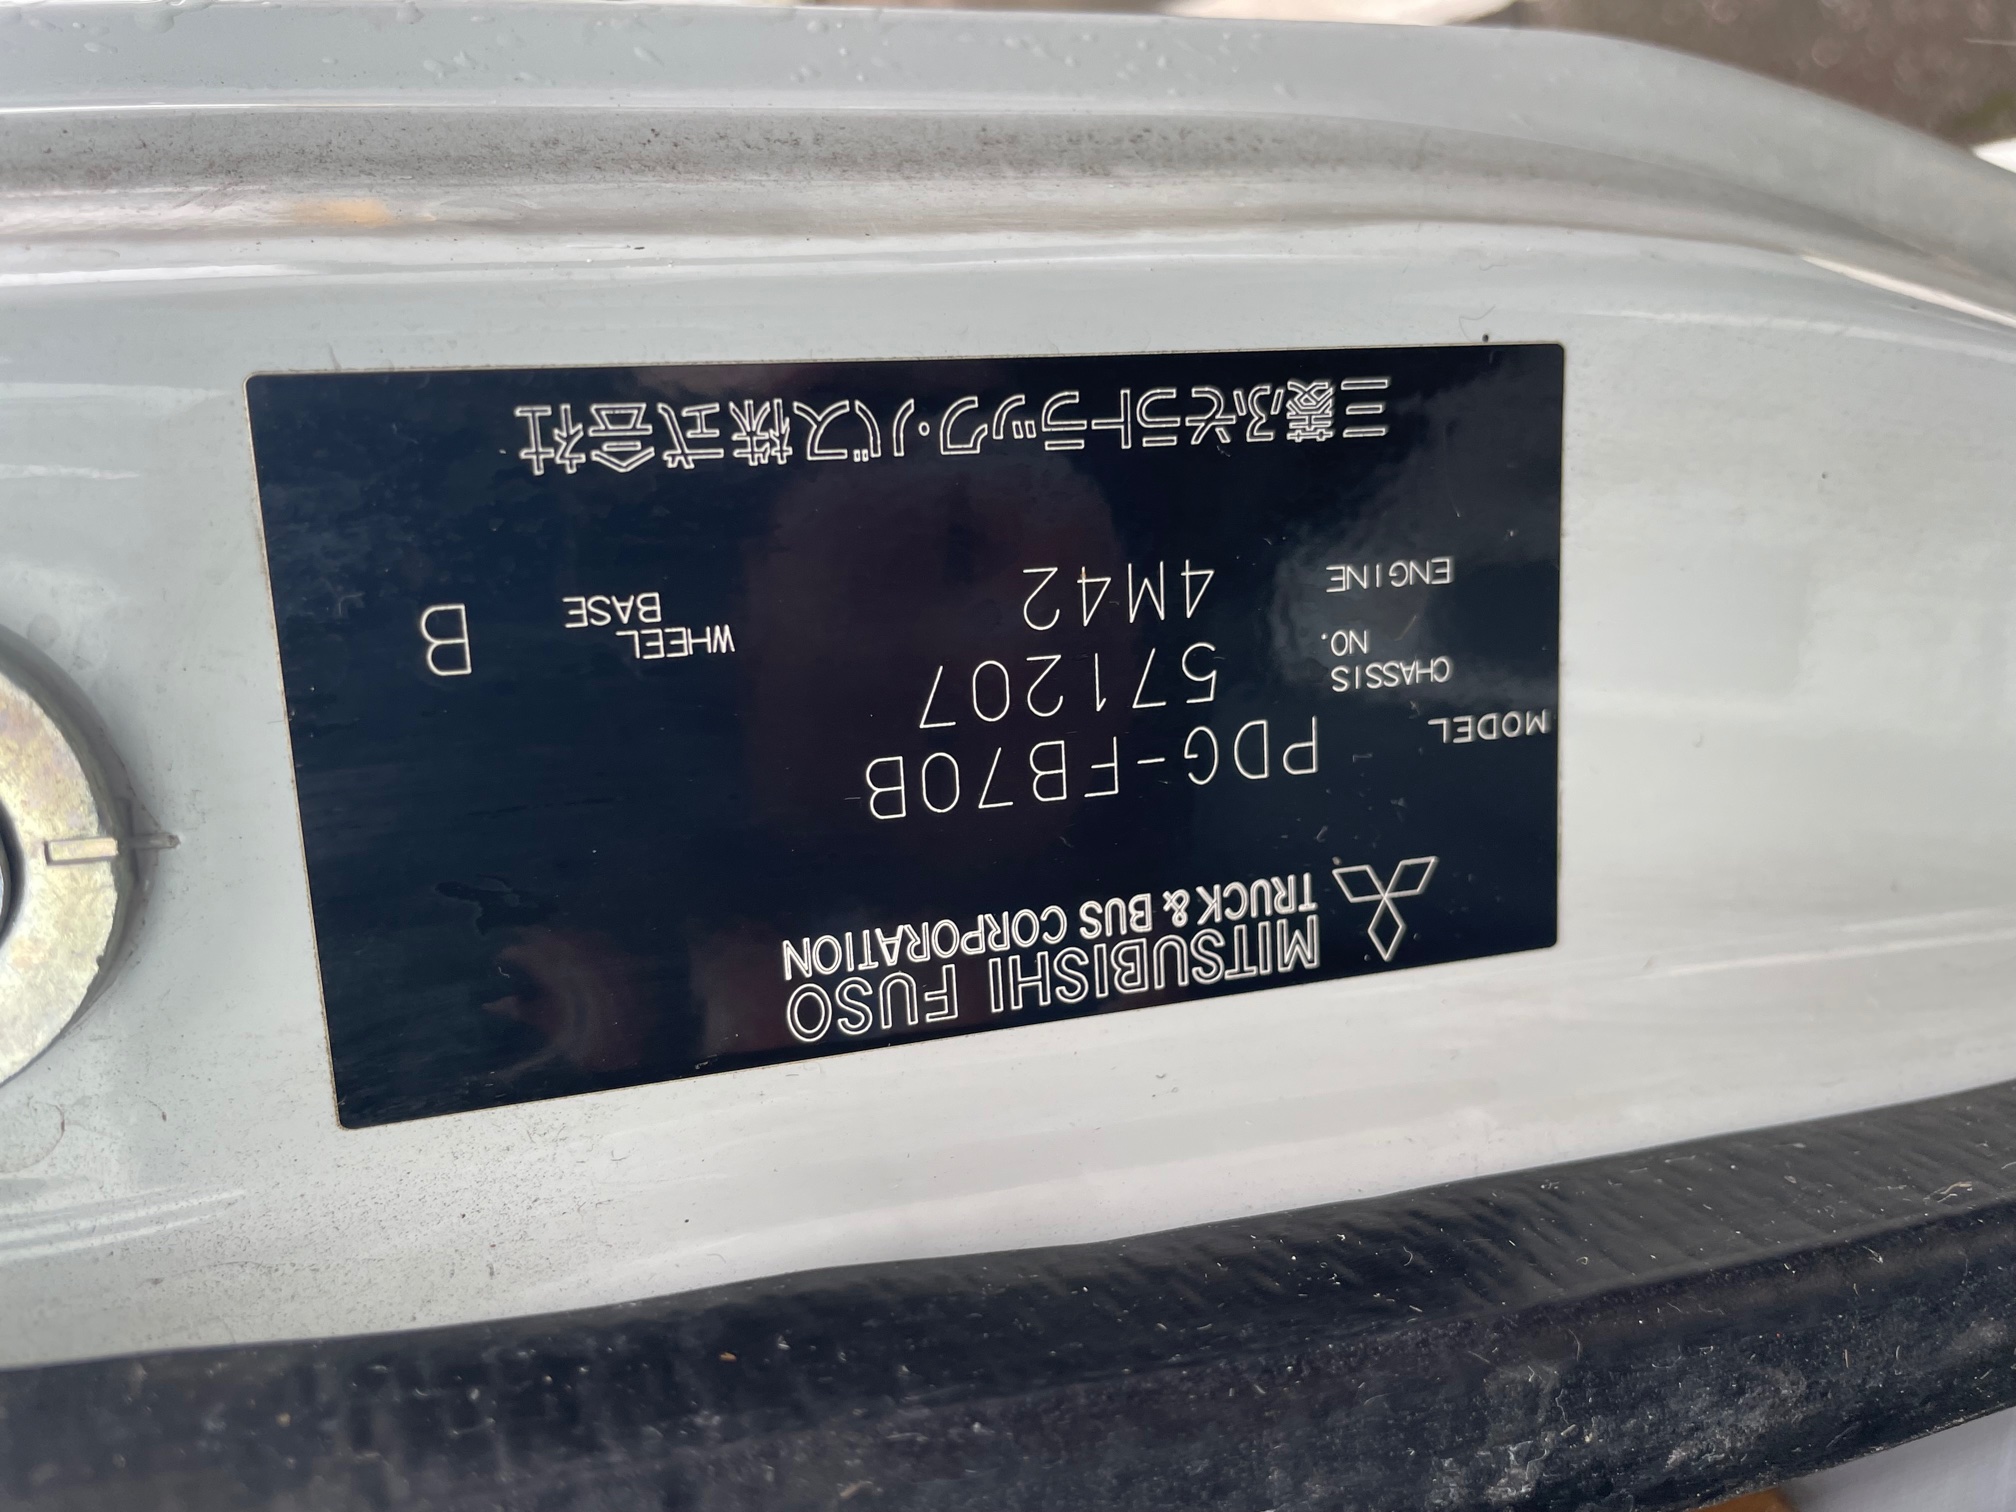 MITSUBISHI FUSO
TRUCK & BUS CORPORATION
MODEL PDG-FB70B
CHASSIS NO. 571207
ENGINE 4M42
WHEEL BASE B
三菱ふそうトラック・バス株式会社